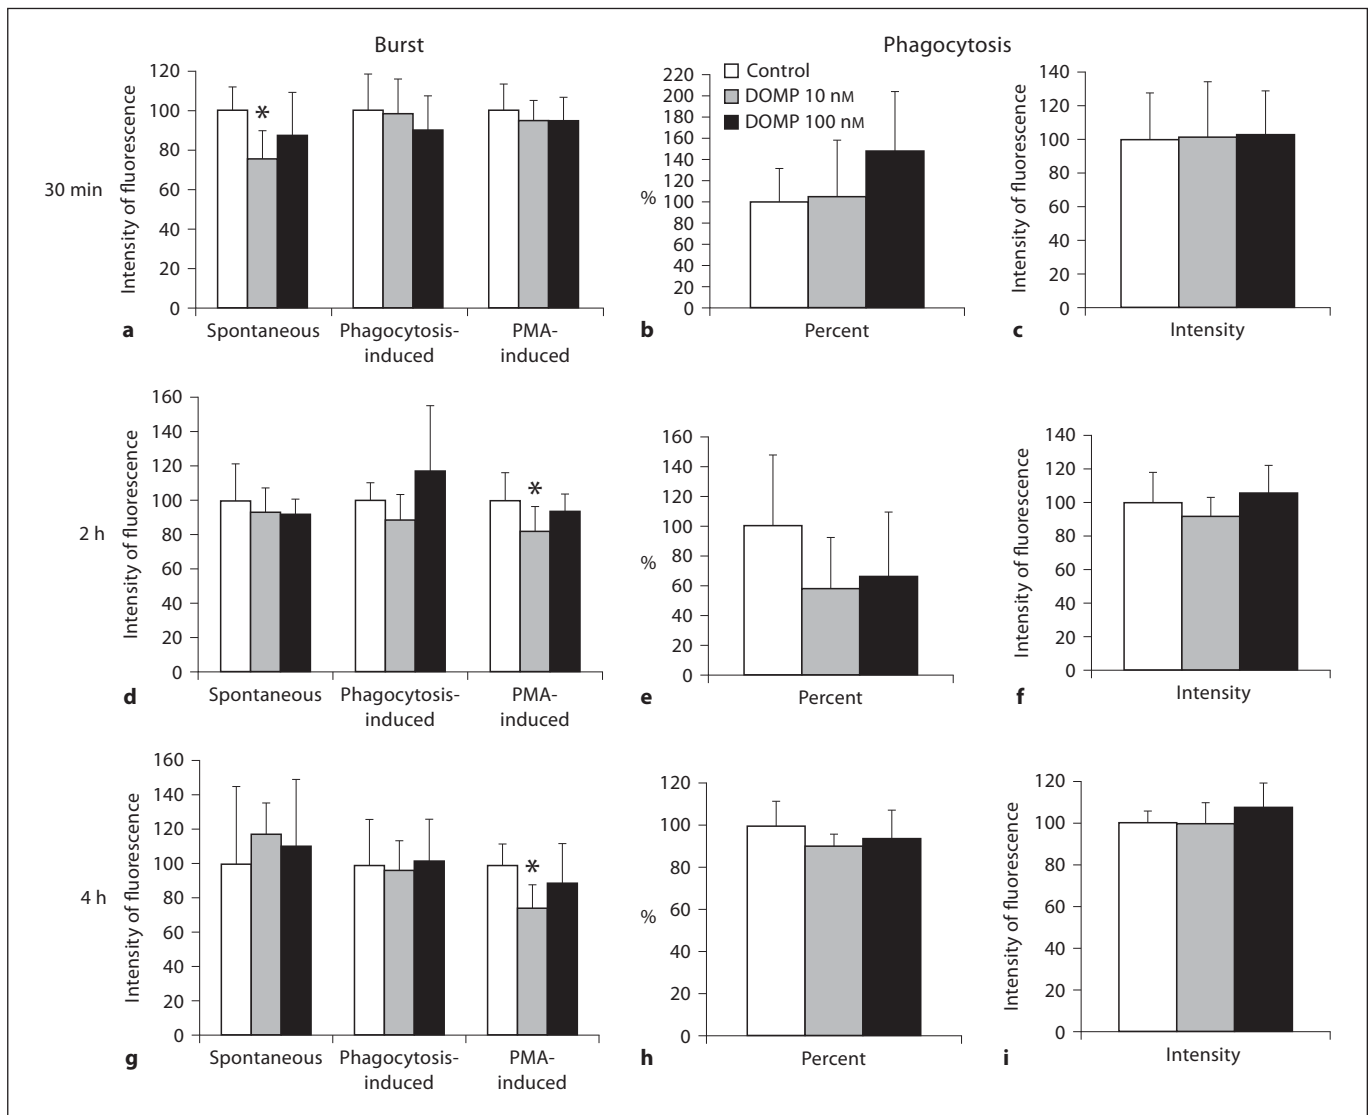 Burst
Phagocytosis
120
100
80
60
40
20
0
Intensity of fluorescence
*
30 min
a
Spontaneous
Phagocytosis-
induced
PMA-
induced
220
200
180
160
140
120
100
80
60
40
20
0
%
Control
DOMP 10 nM
DOMP 100 nM
b
Percent
140
120
100
80
60
40
20
0
Intensity of fluorescence
c
Intensity
160
140
120
100
80
60
40
20
0
Intensity of fluorescence
*
2 h
d
Spontaneous
Phagocytosis-
induced
PMA-
induced
160
140
120
100
80
60
40
20
0
%
e
Percent
140
120
100
80
60
40
20
0
Intensity of fluorescence
f
Intensity
160
140
120
100
80
60
40
20
0
Intensity of fluorescence
*
4 h
g
Spontaneous
Phagocytosis-
induced
PMA-
induced
120
100
80
60
40
20
0
%
h
Percent
120
100
80
60
40
20
0
Intensity of fluorescence
i
Intensity